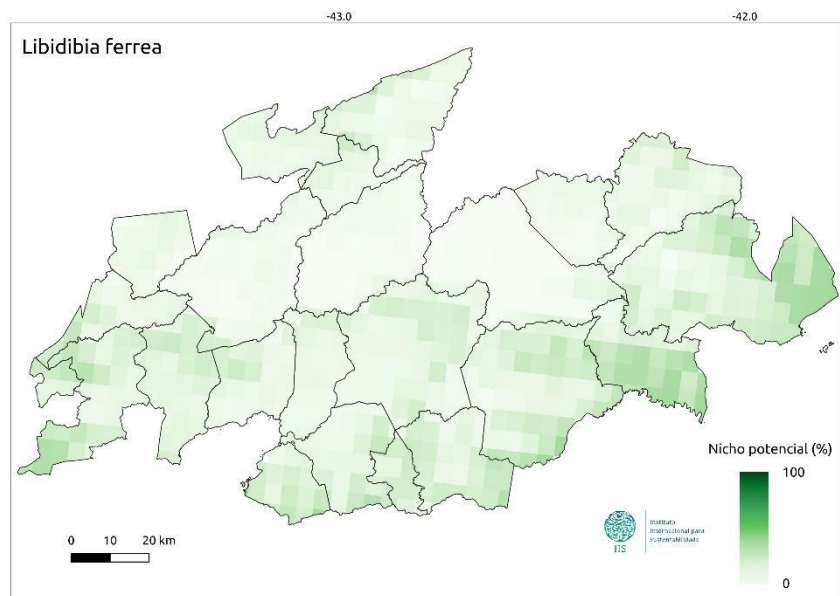 -43.0 -42.0
Libidibia ferrea
Nicho potencial (%)
100
0
0 10 20 km
IIS
Instituto
Internacional para
Sustentabilidade